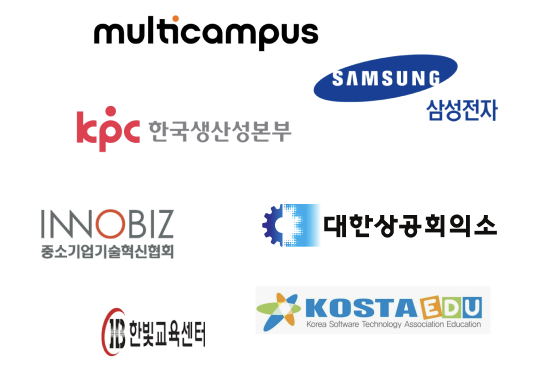 multicampus
SAMSUNG
삼성전자
kpc 한국생산성본부
INNOBIZ
중소기업기술혁신협회
대한상공회의소
KOSTA EDU
Korea Software Technology Association Education
HB 한빛교육센터